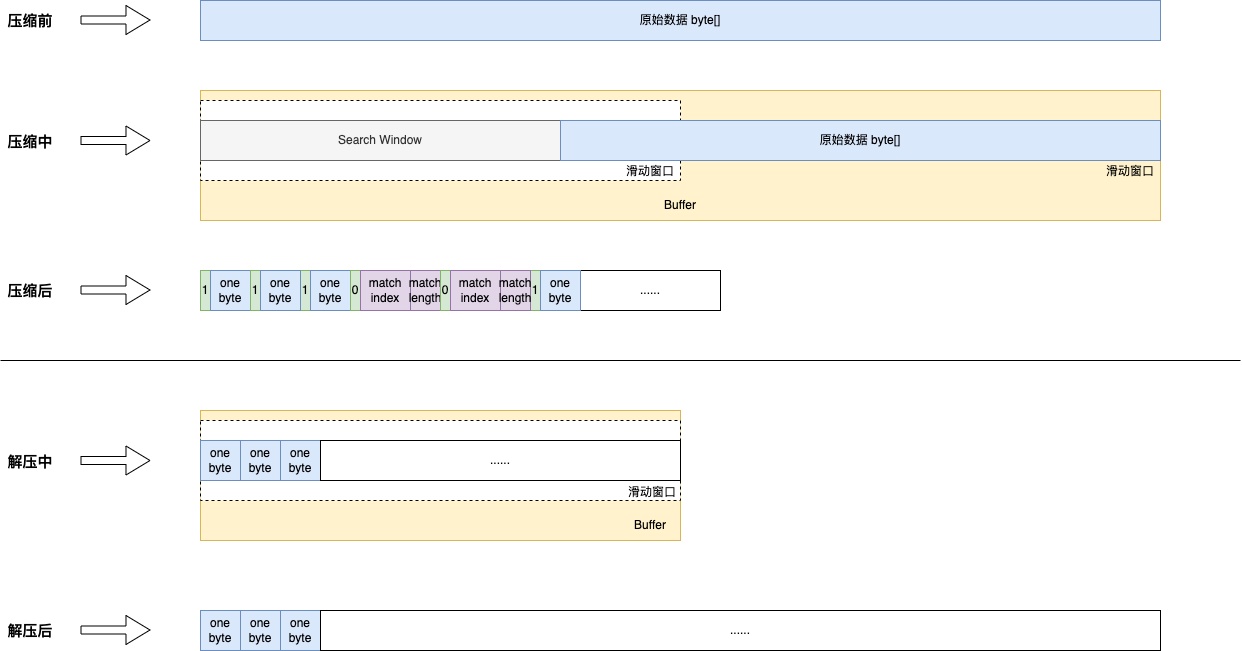 压缩前
原始数据 byte[]
压缩中
Search Window
原始数据 byte[]
滑动窗口
滑动窗口
Buffer
压缩后
1
one
byte
1
one
byte
1
one
byte
0
match
index
match
length
0
match
index
match
length
1
one
byte
......
解压中
one
byte
one
byte
one
byte
......
滑动窗口
Buffer
解压后
one
byte
one
byte
one
byte
......